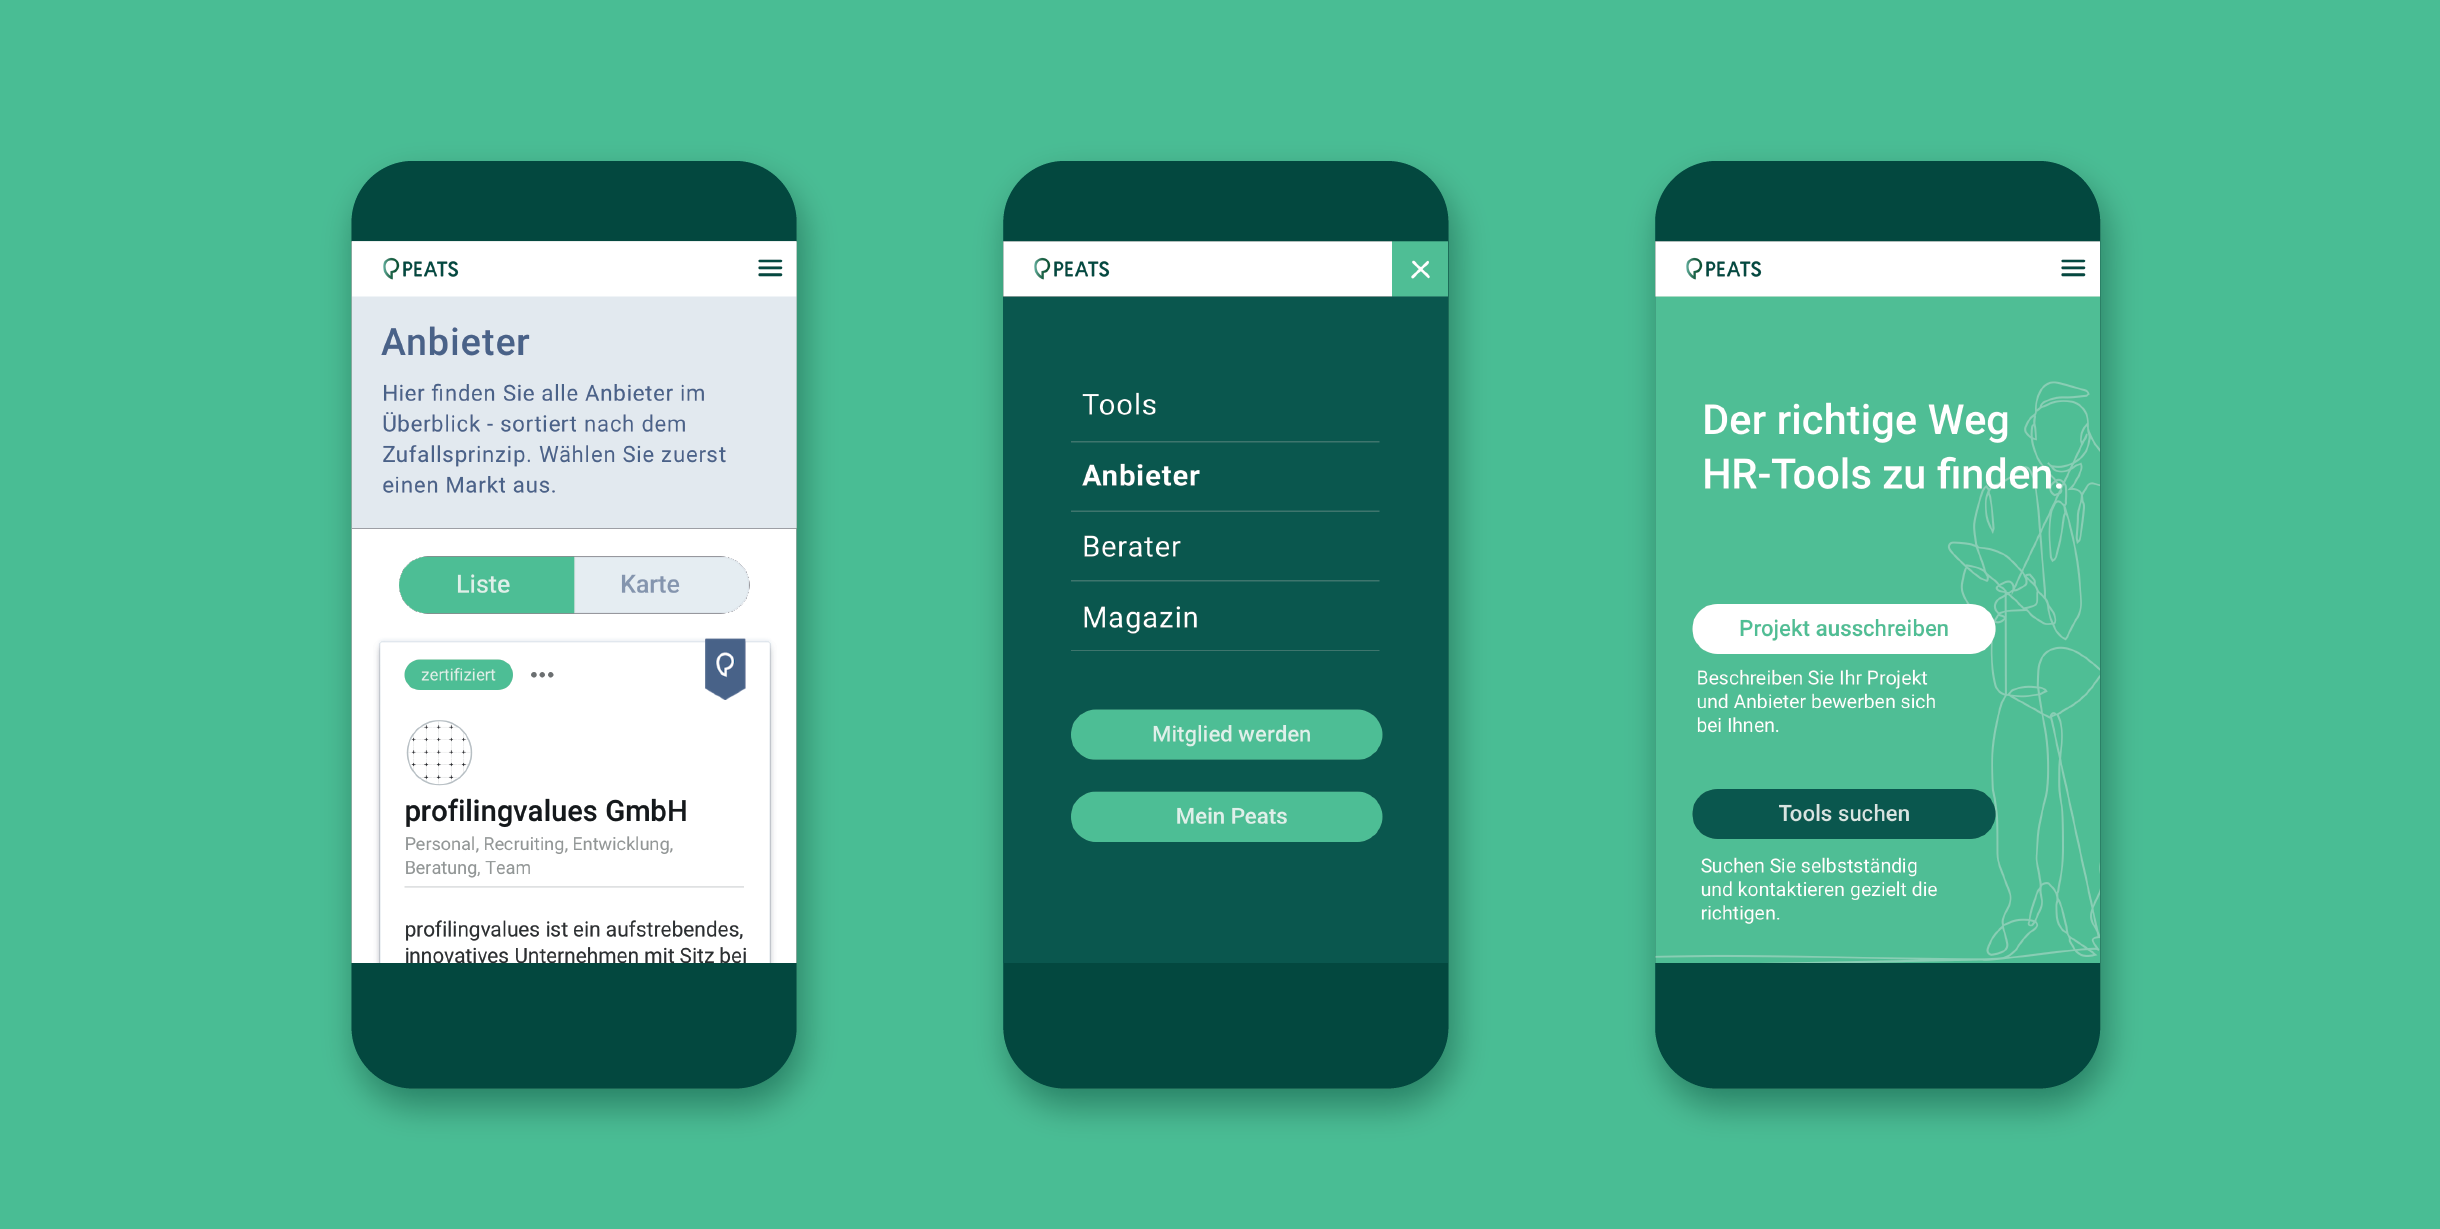 PEATS
Anbieter
Hier finden Sie alle Anbieter im
Überblick - sortiert nach dem
Zufallsprinzip. Wählen Sie zuerst
einen Markt aus.
Liste
Karte
zertifiziert
profilingvalues GmbH
Personal, Recruiting, Entwicklung,
Beratung, Team
profilingvalues ist ein aufstrebendes,
innovatives Unternehmen mit Sitz bei
PEATS
Tools
Anbieter
Berater
Magazin
Mitglied werden
Mein Peats
PEATS
Der richtige Weg
HR-Tools zu finden.
Projekt ausschreiben
Beschreiben Sie Ihr Projekt
und Anbieter bewerben sich
bei Ihnen.
Tools suchen
Suchen Sie selbstständig
und kontaktieren gezielt die
richtigen.